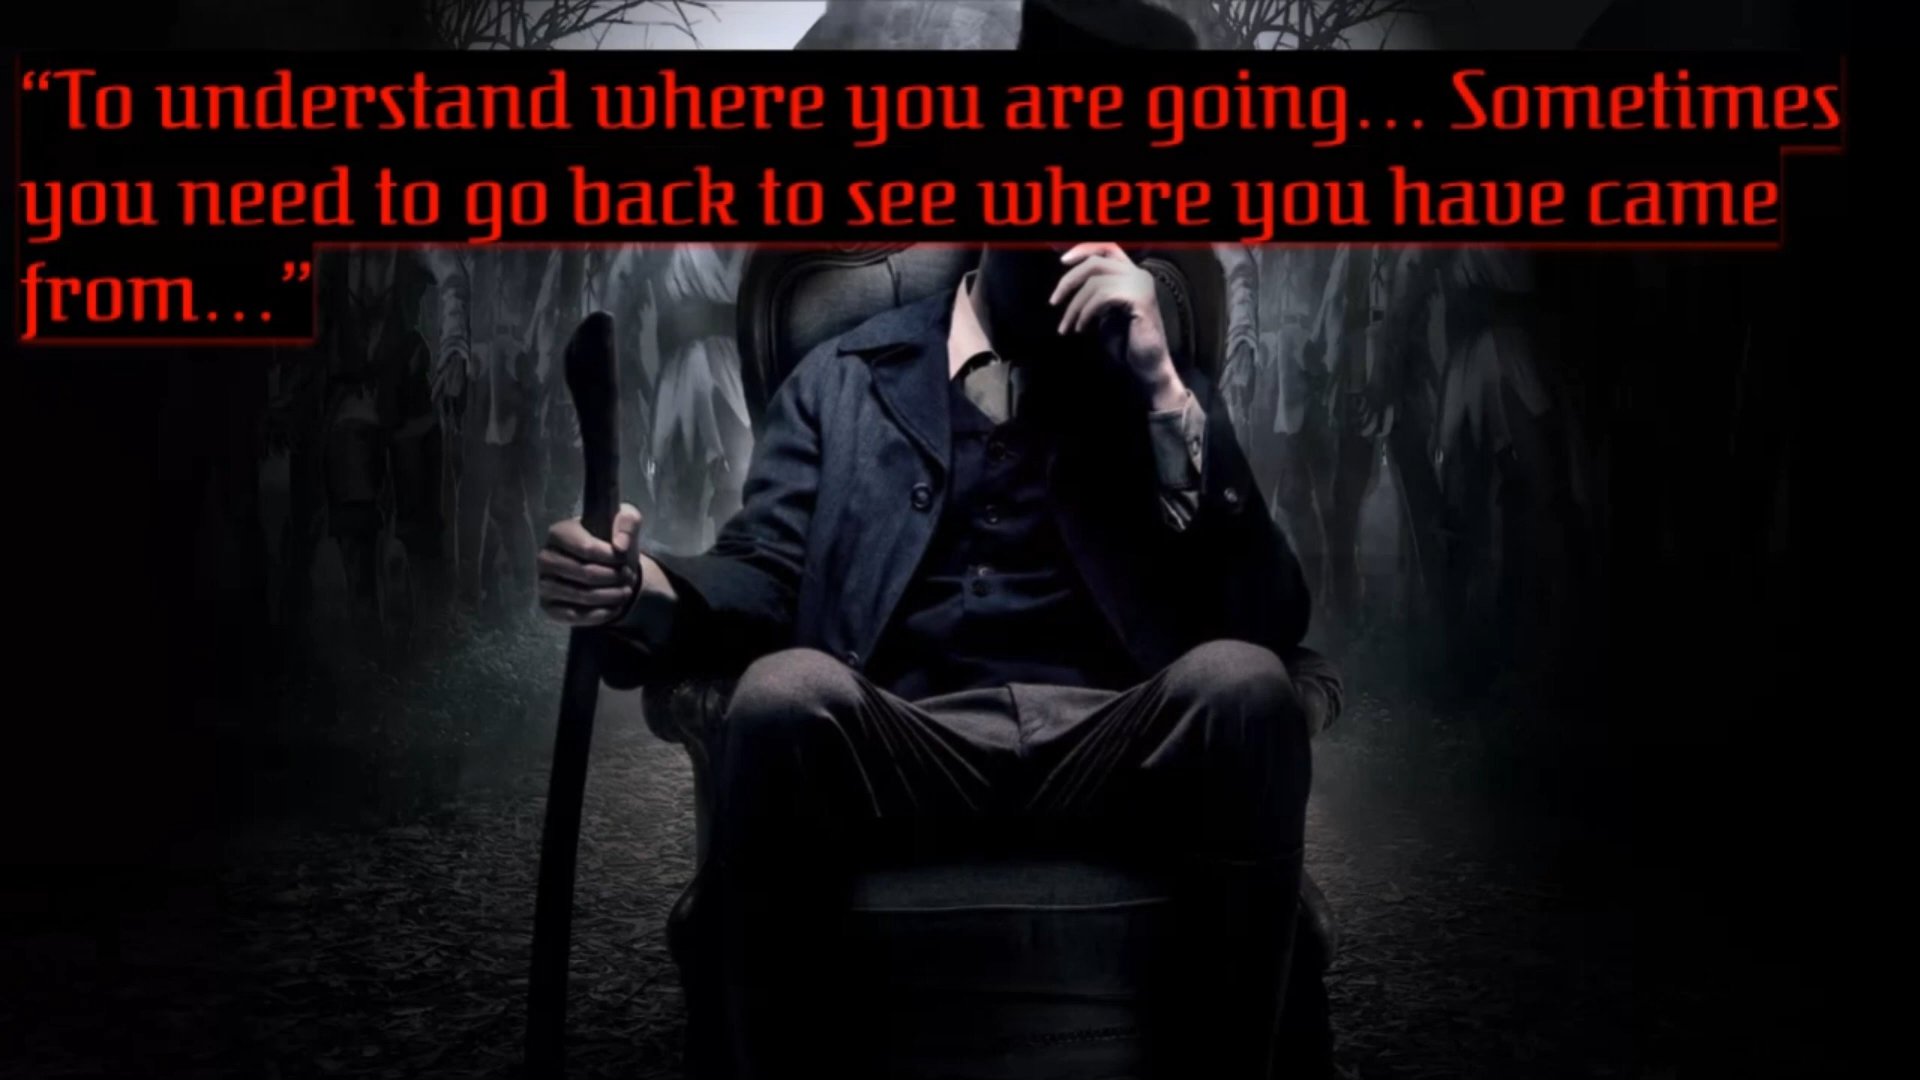 “To understand where you are going... Sometimes
you need to go back to see where you have came
from...”